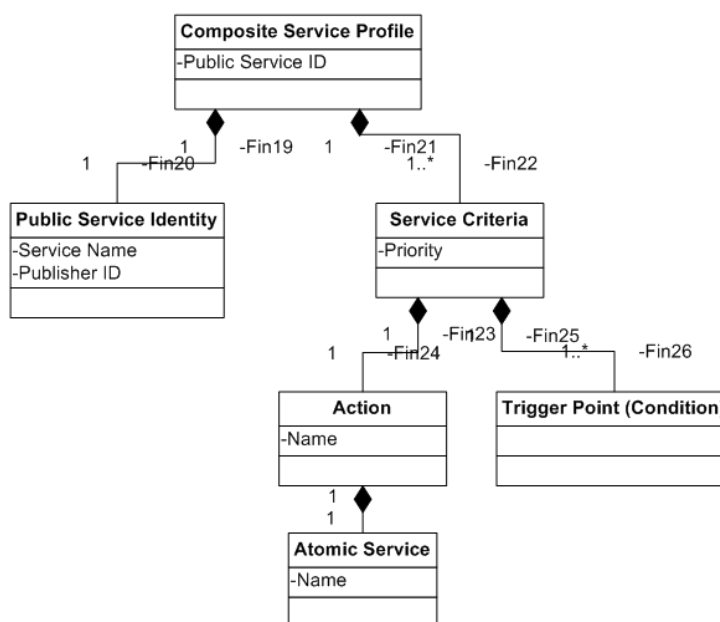 Composite Service Profile
-Public Service ID
1 -Fin19 1 -Fin21
1 -Fin20 1..* -Fin22
Public Service Identity
-Service Name
-Publisher ID
Service Criteria
-Priority
1 -Fin23 1 -Fin25
1 -Fin24 1..* -Fin26
Action
-Name
Trigger Point (Condition)
1
1
Atomic Service
-Name